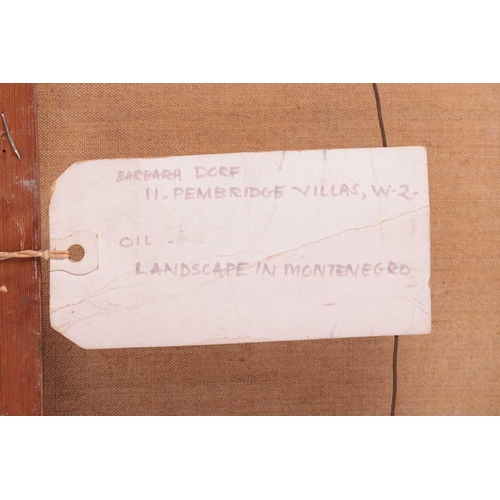 BARBARA DORF
11. PEMBRIDGE VILLAS, W.2.
OIL -
LANDSCAPE IN MONTENEGRO